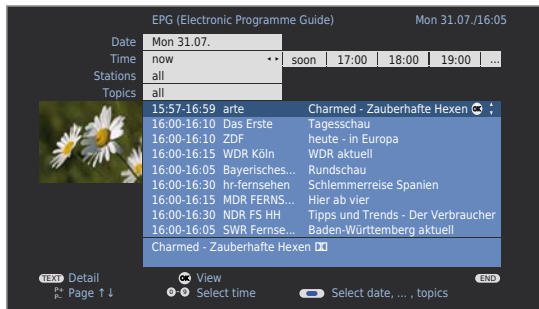 EPG (Electronic Programme Guide) Mon 31.07./16:05
Date Mon 31.07.
Time now soon 17:00 18:00 19:00 ...
Stations all
Topics all
15:57-16:59 arte Charmed - Zauberhafte Hexen OK
16:00-16:10 Das Erste Tagesschau
16:00-16:10 ZDF heute - in Europa
16:00-16:15 WDR Köln WDR aktuell
16:00-16:05 Bayerisches... Rundschau
16:00-16:30 hr-fernsehen Schlemmerreise Spanien
16:00-16:15 MDR FERNS... Hier ab vier
16:00-16:30 NDR FS HH Tipps und Trends - Der Verbraucher
16:00-16:05 SWR Fernse... Baden-Württemberg aktuell
Charmed - Zauberhafte Hexen
TEXT Detail OK View END
P+ P- Page ↑↓ 0-9 Select time Select date, ... , topics